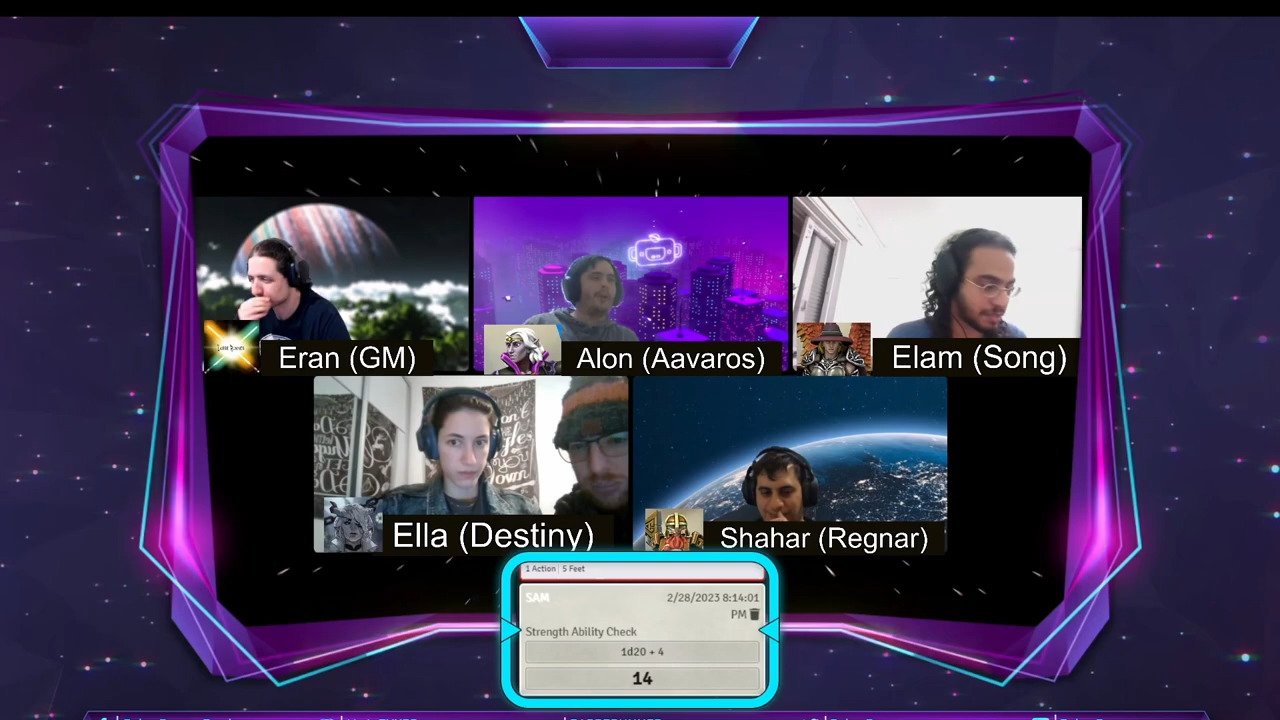 Eran (GM)
Alon (Aavaros)
Elam (Song)
Ella (Destiny)
Shahar (Regnar)
1 Action | 5 Feet
SAM
2/28/2023 8:14:01
PM
Strength Ability Check
1d20 + 4
14